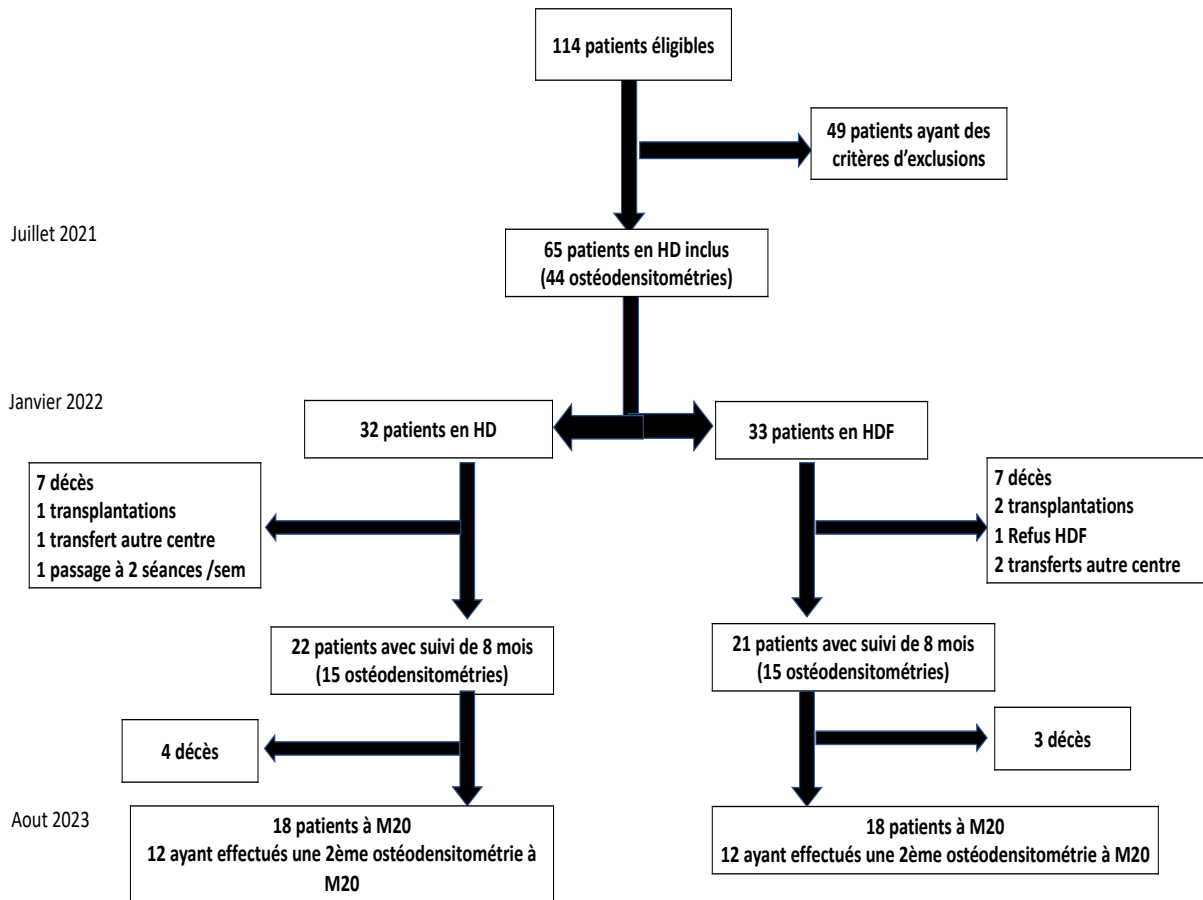 114 patients éligibles
49 patients ayant des
critères d’exclusions
Juillet 2021
65 patients en HD inclus
(44 ostéodensitométries)
Janvier 2022
32 patients en HD
33 patients en HDF
7 décès
1 transplantations
1 transfert autre centre
1 passage à 2 séances /sem
7 décès
2 transplantations
1 Refus HDF
2 transferts autre centre
22 patients avec suivi de 8 mois
(15 ostéodensitométries)
21 patients avec suivi de 8 mois
(15 ostéodensitométries)
4 décès
3 décès
Aout 2023
18 patients à M20
12 ayant effectués une 2ème ostéodensitométrie à
M20
18 patients à M20
12 ayant effectués une 2ème ostéodensitométrie à M20